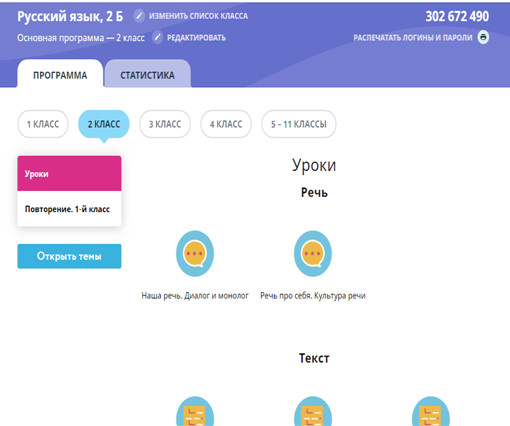 Русский язык, 2 Б ИЗМЕНИТЬ СПИСОК КЛАССА 302 672 490
Основная программа — 2 класс РЕДАКТИРОВАТЬ РАСПЕЧАТАТЬ ЛОГИНЫ И ПАРОЛИ
ПРОГРАММА СТАТИСТИКА
1 КЛАСС 2 КЛАСС 3 КЛАСС 4 КЛАСС 5 – 11 КЛАССЫ
Уроки
Повторение. 1-й класс
Открыть темы
Уроки
Речь
Наша речь. Диалог и монолог Речь про себя. Культура речи
Текст